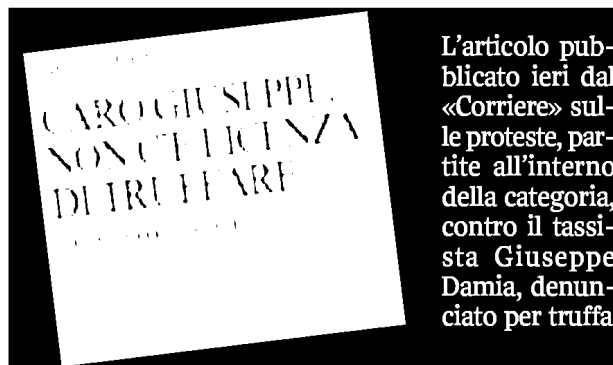 CARO GIUSEPPE,
NON C'È LICENZA
DI TRUFFARE
L'articolo pub-
blicato ieri dal
«Corriere» sul-
le proteste, par-
tite all'interno
della categoria,
contro il tassi-
sta Giuseppe
Damia, denun-
ciato per truffa